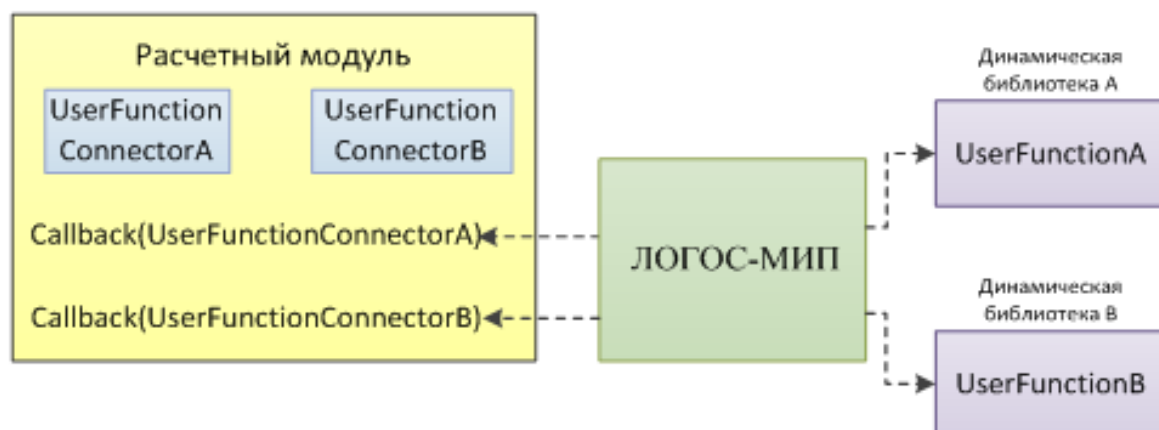 Расчетный модуль
UserFunction
ConnectorA
UserFunction
ConnectorB
Callback(UserFunctionConnectorA)
Callback(UserFunctionConnectorB)
ЛОГОС-МИП
Динамическая
библиотека A
UserFunctionA
Динамическая
библиотека B
UserFunctionB